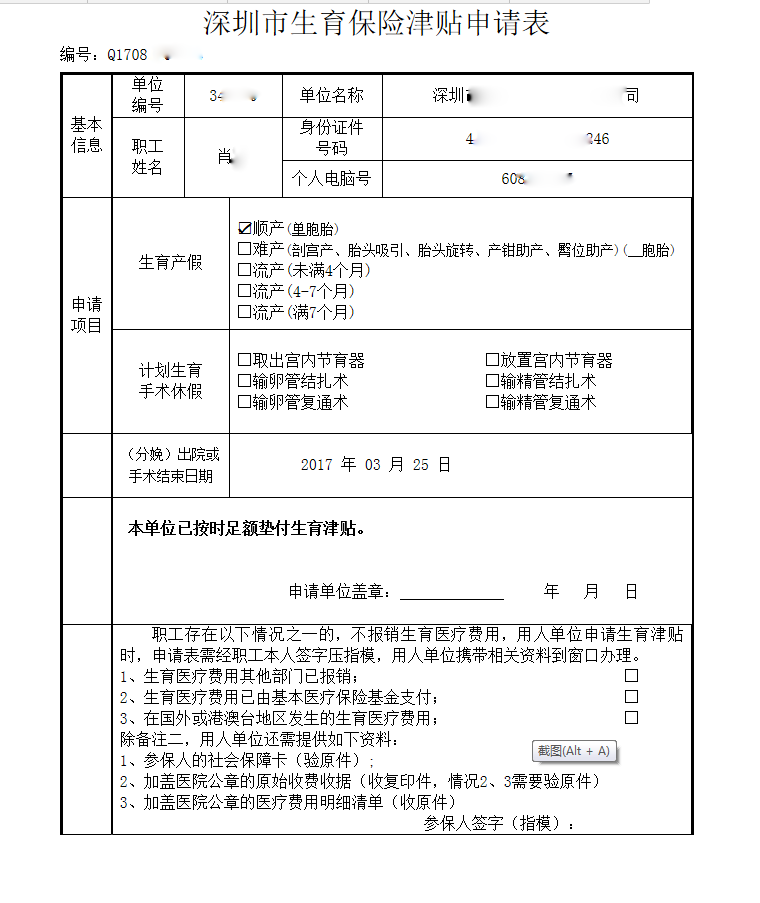 深圳市生育保险津贴申请表
编号：Q1708
基本信息
单位编号
34
单位名称
深圳
司
职工姓名
肖
身份证件号码
4
246
个人电脑号
608
申请项目
生育产假
☑顺产(单胞胎)
□难产(剖宫产、胎头吸引、胎头旋转、产钳助产、臀位助产)(__胞胎)
□流产(未满4个月)
□流产(4-7个月)
□流产(满7个月)
计划生育手术休假
□取出宫内节育器 □放置宫内节育器
□输卵管结扎术 □输精管结扎术
□输卵管复通术 □输精管复通术
（分娩）出院或手术结束日期
2017 年 03 月 25 日
本单位已按时足额垫付生育津贴。
申请单位盖章：____________ 年 月 日
职工存在以下情况之一的，不报销生育医疗费用，用人单位申请生育津贴
时，申请表需经职工本人签字压指模，用人单位携带相关资料到窗口办理。
1、生育医疗费用其他部门已报销； □
2、生育医疗费用已由基本医疗保险基金支付； □
3、在国外或港澳台地区发生的生育医疗费用； □
除备注二，用人单位还需提供如下资料：
截图(Alt + A)
1、参保人的社会保障卡（验原件）;
2、加盖医院公章的原始收费收据（收复印件，情况2、3需要验原件）
3、加盖医院公章的医疗费用明细清单（收原件）
参保人签字（指模）：